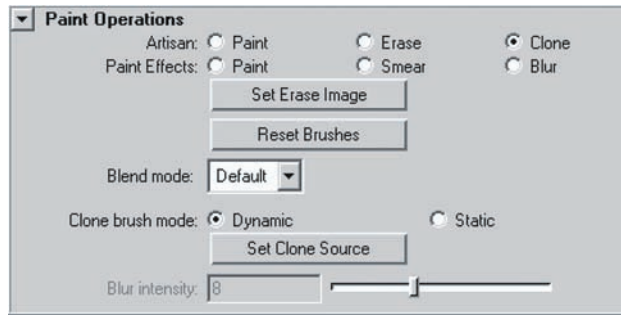 Paint Operations
Artisan: Paint Erase Clone
Paint Effects: Paint Smear Blur
Set Erase Image
Reset Brushes
Blend mode: Default
Clone brush mode: Dynamic Static
Set Clone Source
Blur intensity: 8